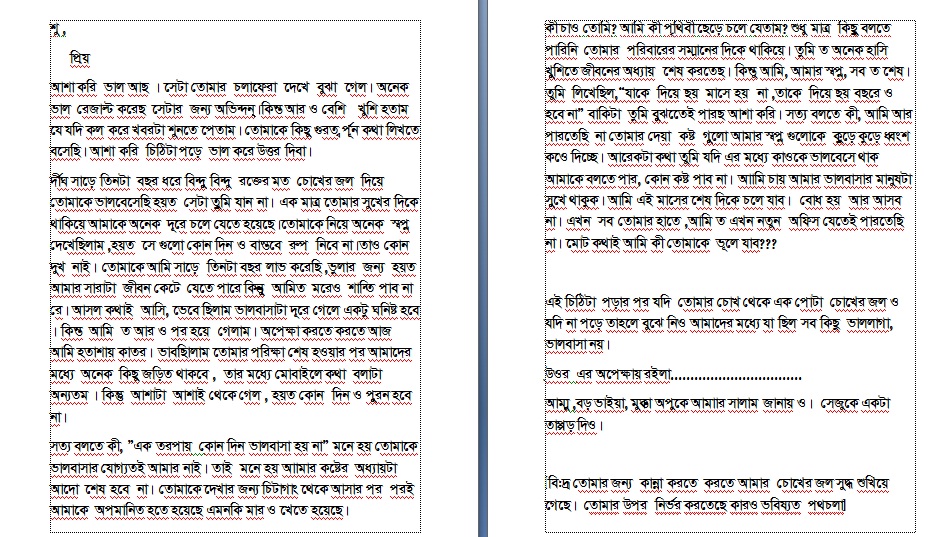 শু ,
প্রিয়
আশা করি ভাল আছ । সেটা তোমার চলাফেরা দেখে বুঝা গেল। অনেক
ভাল রেজাল্ট করেছ সেটার জন্য অভিন্দন্।কিন্তু আর ও বেশি খুশি হতাম
যে যদি কল করে খবরটা শুনতে পেতাম। তোমাকে কিছু গুরত্ব পূন কথা লিখতে
বসেছি। আশা করি চিঠিটা পড়ে ভাল করে উত্তর দিবা।
দীর্ঘ সাড়ে তিনটা বছর ধরে বিন্দু বিন্দু রক্তের মত চোখের জল দিয়ে
তোমাকে ভালবেসেছি হয়ত সেটা তুমি যান না। এক মাত্র তোমার সুখের দিকে
থাকিয়ে আমাকে অনেক দূরে চলে যেতে হয়েছে।তোমাকে নিয়ে অনেক স্বপ্ন
দেখেছিলাম ,হয়ত সে গুলো কোন দিন ও বাস্তবে রুপ নিবে না।তাও কোন
দুখ নাই। তোমাকে আমি সাড়ে তিনটা বছর লাভ করেছি ,ভুলার জন্য হয়ত
আমার সারাটা জীবন কেটে যেতে পারে কিন্তু আমিত মরেও শান্তি পাব না
রে। আসল কথাই আসি, ভেবে ছিলাম ভালবাসাটা দূরে গেলে একটু ঘনিষ্ট হবে
। কিন্ত আমি ত আর ও পর হয়ে গেলাম। অপেক্ষা করতে করতে আজ
আমি হতাশায় কাতর। ভাবছিলাম তোমার পরিক্ষা শেষ হওয়ার পর আমাদের
মধ্যে অনেক কিছু জড়িত থাকবে , তার মধ্যে মোবাইলে কথা বলাটা
অন্যতম । কিন্তু আশাটা আশাই থেকে গেল , হয়ত কোন দিন ও পুরন হবে
না।
সত্য বলতে কী, ”এক তরপায় কোন দিন ভালবাসা হয় না” মনে হয় তোমাকে
ভালবাসার যোগ্যতই আমার নাই। তাই মনে হয় আমার কষ্টের অধ্যায়টা
আদো শেষ হবে না। তোমাকে দেখার জন্য চিটাগাং থেকে আসার পর পরই
আমাকে অপমানিত হতে হয়েছে এমনকি মার ও খেতে হয়েছে।
কী চাও তোমি? আমি কী পৃথিবী ছেড়ে চলে যেতাম? শুধু মাত্র কিছু বলতে
পারিনি তোমার পরিবারের সম্মানের দিকে থাকিয়ে। তুমি ত অনেক হাসি
খুশিতে জীবনের অধ্যায় শেষ করতেছ। কিন্তু আমি, আমার স্বপ্ন, সব ত শেষ।
তুমি লিখেছিল,“যাকে দিয়ে ছয় মাসে হয় না ,তাকে দিয়ে ছয় বছরে ও
হবে না” বাকিটা তুমি বুঝতেেই পারছ আশা করি। সত্য বলতে কী, আমি আর
পারতেছি না তোমার দেয়া কষ্ট গুলো আমার স্বপ্ন গুলোকে কুড়ে কুড়ে ধ্বংশ
করে দিচ্ছে। আরেকটা কথা তুমি যদি এর মধ্যে কাওকে ভালবেসে থাক
আমাকে বলতে পার, কোন কষ্ট পাব না। আমি চায় আমার ভালবাসার মানুষটা
সুখে থাকুক। আমি এই মাসের শেষ দিকে চলে যাব। বোধ হয় আর আসব
না। এখন সব তোমার হাতে ,আমি ত এখন নতুন অফিস যেতেই পারতেছি
না। মোট কথাই আমি কী তোমাকে ভুলে যাব???
এই চিঠিটা পড়ার পর যদি তোমার চোখ থেকে এক পোটা চোখের জল ও
যদি না পড়ে তাহলে বুঝে নিও আমাদের মধ্যে যা ছিল সব কিছু ভাললাগা,
ভালবাসা নয়।
উওর এর অপেক্ষায় রইলা.................................
আম্মু ,বড় ভাইয়া, মুক্তা অপুকে আমার সালাম জানায় ও। সেজুকে একটা
তাপ্পড় দিও।
বি:দ্র তোমার জন্য কান্না করতে করতে আমার চোখের জল সুদ্ধ শুখিয়ে
গেছে। তোমার উপর নির্ভর করতেছে কারও ভবিষ্যত পথচলা